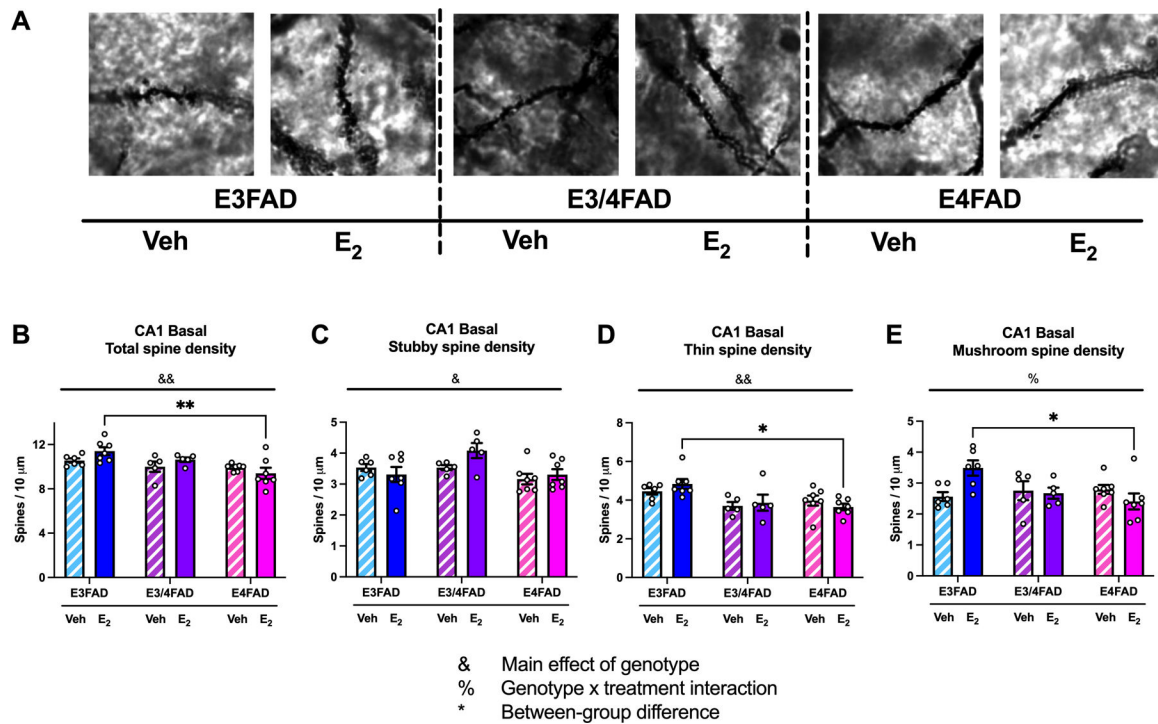 A
E3FAD E3/4FAD E4FAD
Veh E2 Veh E2 Veh E2
B
CA1 Basal
Total spine density
&&
**
Spines / 10 µm
12
8
4
0
E3FAD E3/4FAD E4FAD
Veh E2 Veh E2 Veh E2
C
CA1 Basal
Stubby spine density
&
5
4
3
2
1
0
E3FAD E3/4FAD E4FAD
Veh E2 Veh E2 Veh E2
D
CA1 Basal
Thin spine density
&&
*
Spines / 10 µm
8
6
4
2
0
E3FAD E3/4FAD E4FAD
Veh E2 Veh E2 Veh E2
E
CA1 Basal
Mushroom spine density
%
*
Spines / 10 µm
5
4
3
2
1
0
E3FAD E3/4FAD E4FAD
Veh E2 Veh E2 Veh E2
& Main effect of genotype
% Genotype x treatment interaction
* Between-group difference